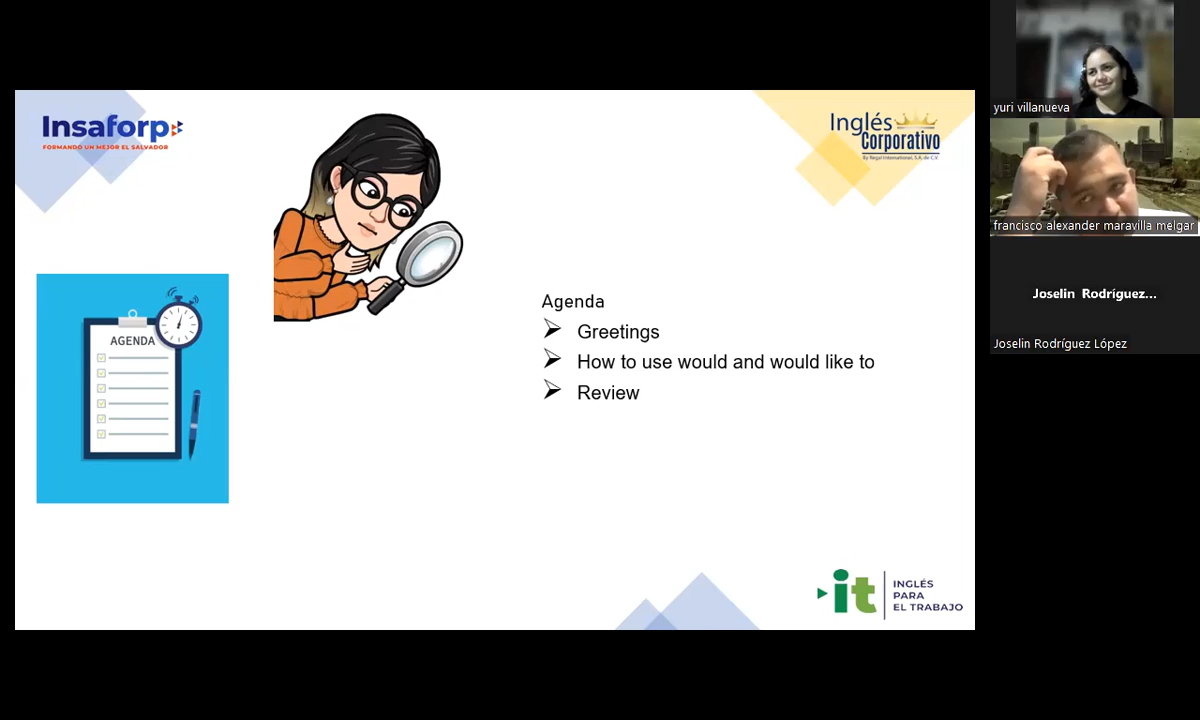 Insaforp
FORMANDO UN MEJOR EL SALVADOR
Inglés
Corporativo
By Regal International, S.A. de C.V.
AGENDA
Agenda
Greetings
How to use would and would like to
Review
it
INGLÉS
PARA
EL TRABAJO
yuri villanueva
francisco alexander maravilla melgar
Joselin Rodríguez...
Joselin Rodríguez López